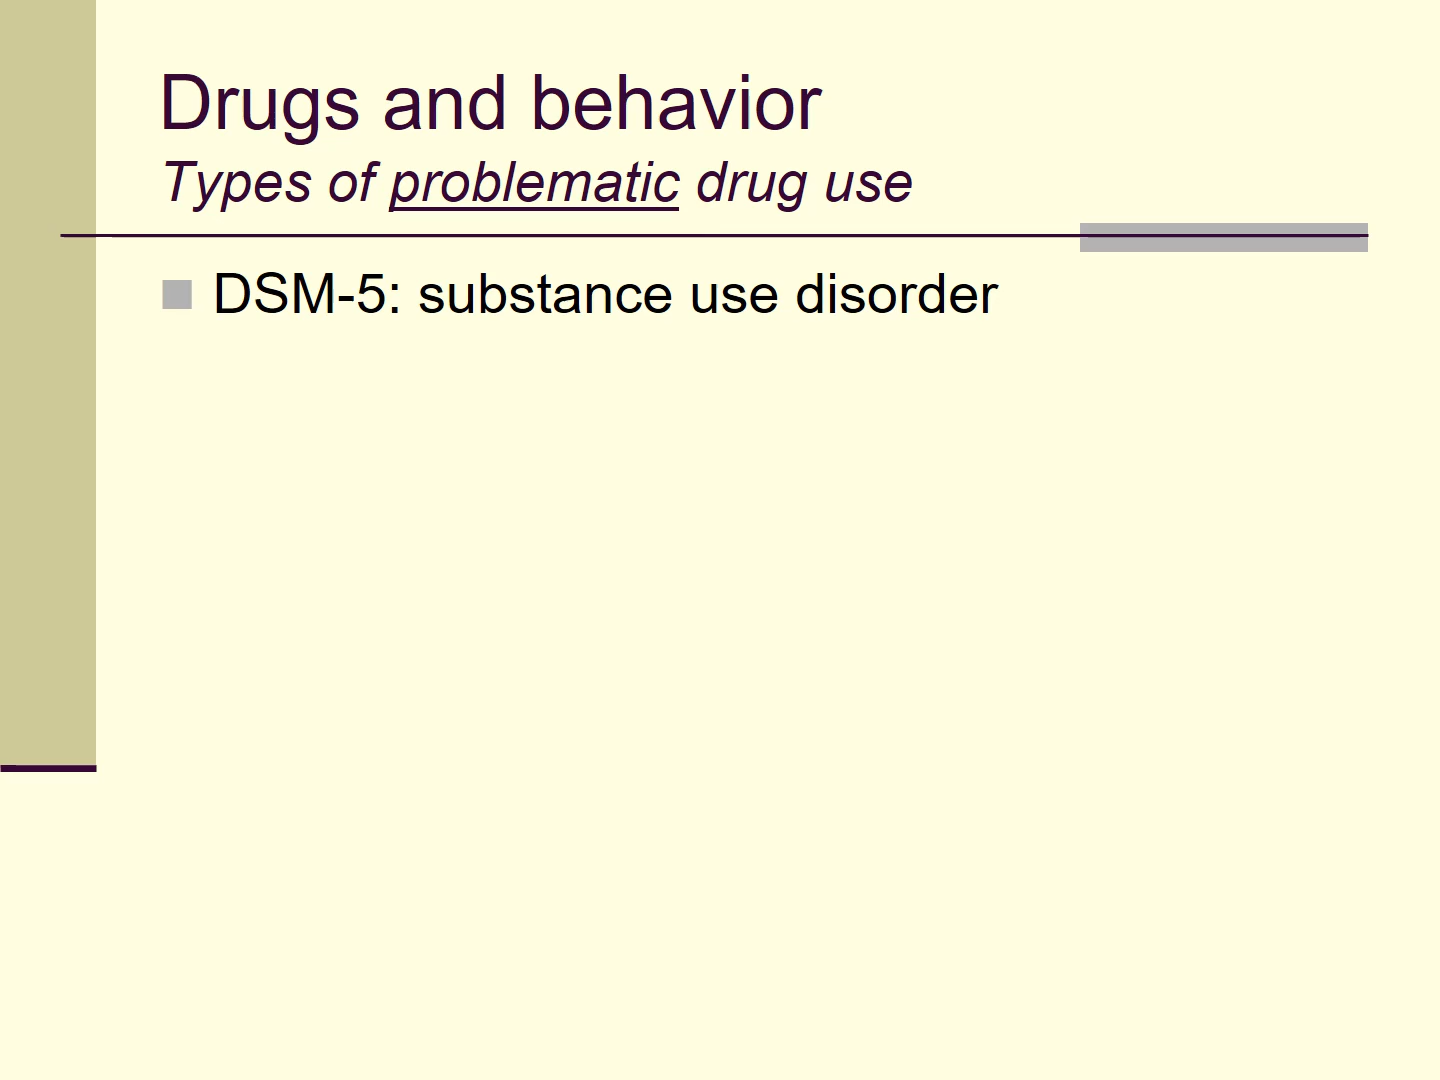 Drugs and behavior
Types of problematic drug use
DSM-5: substance use disorder